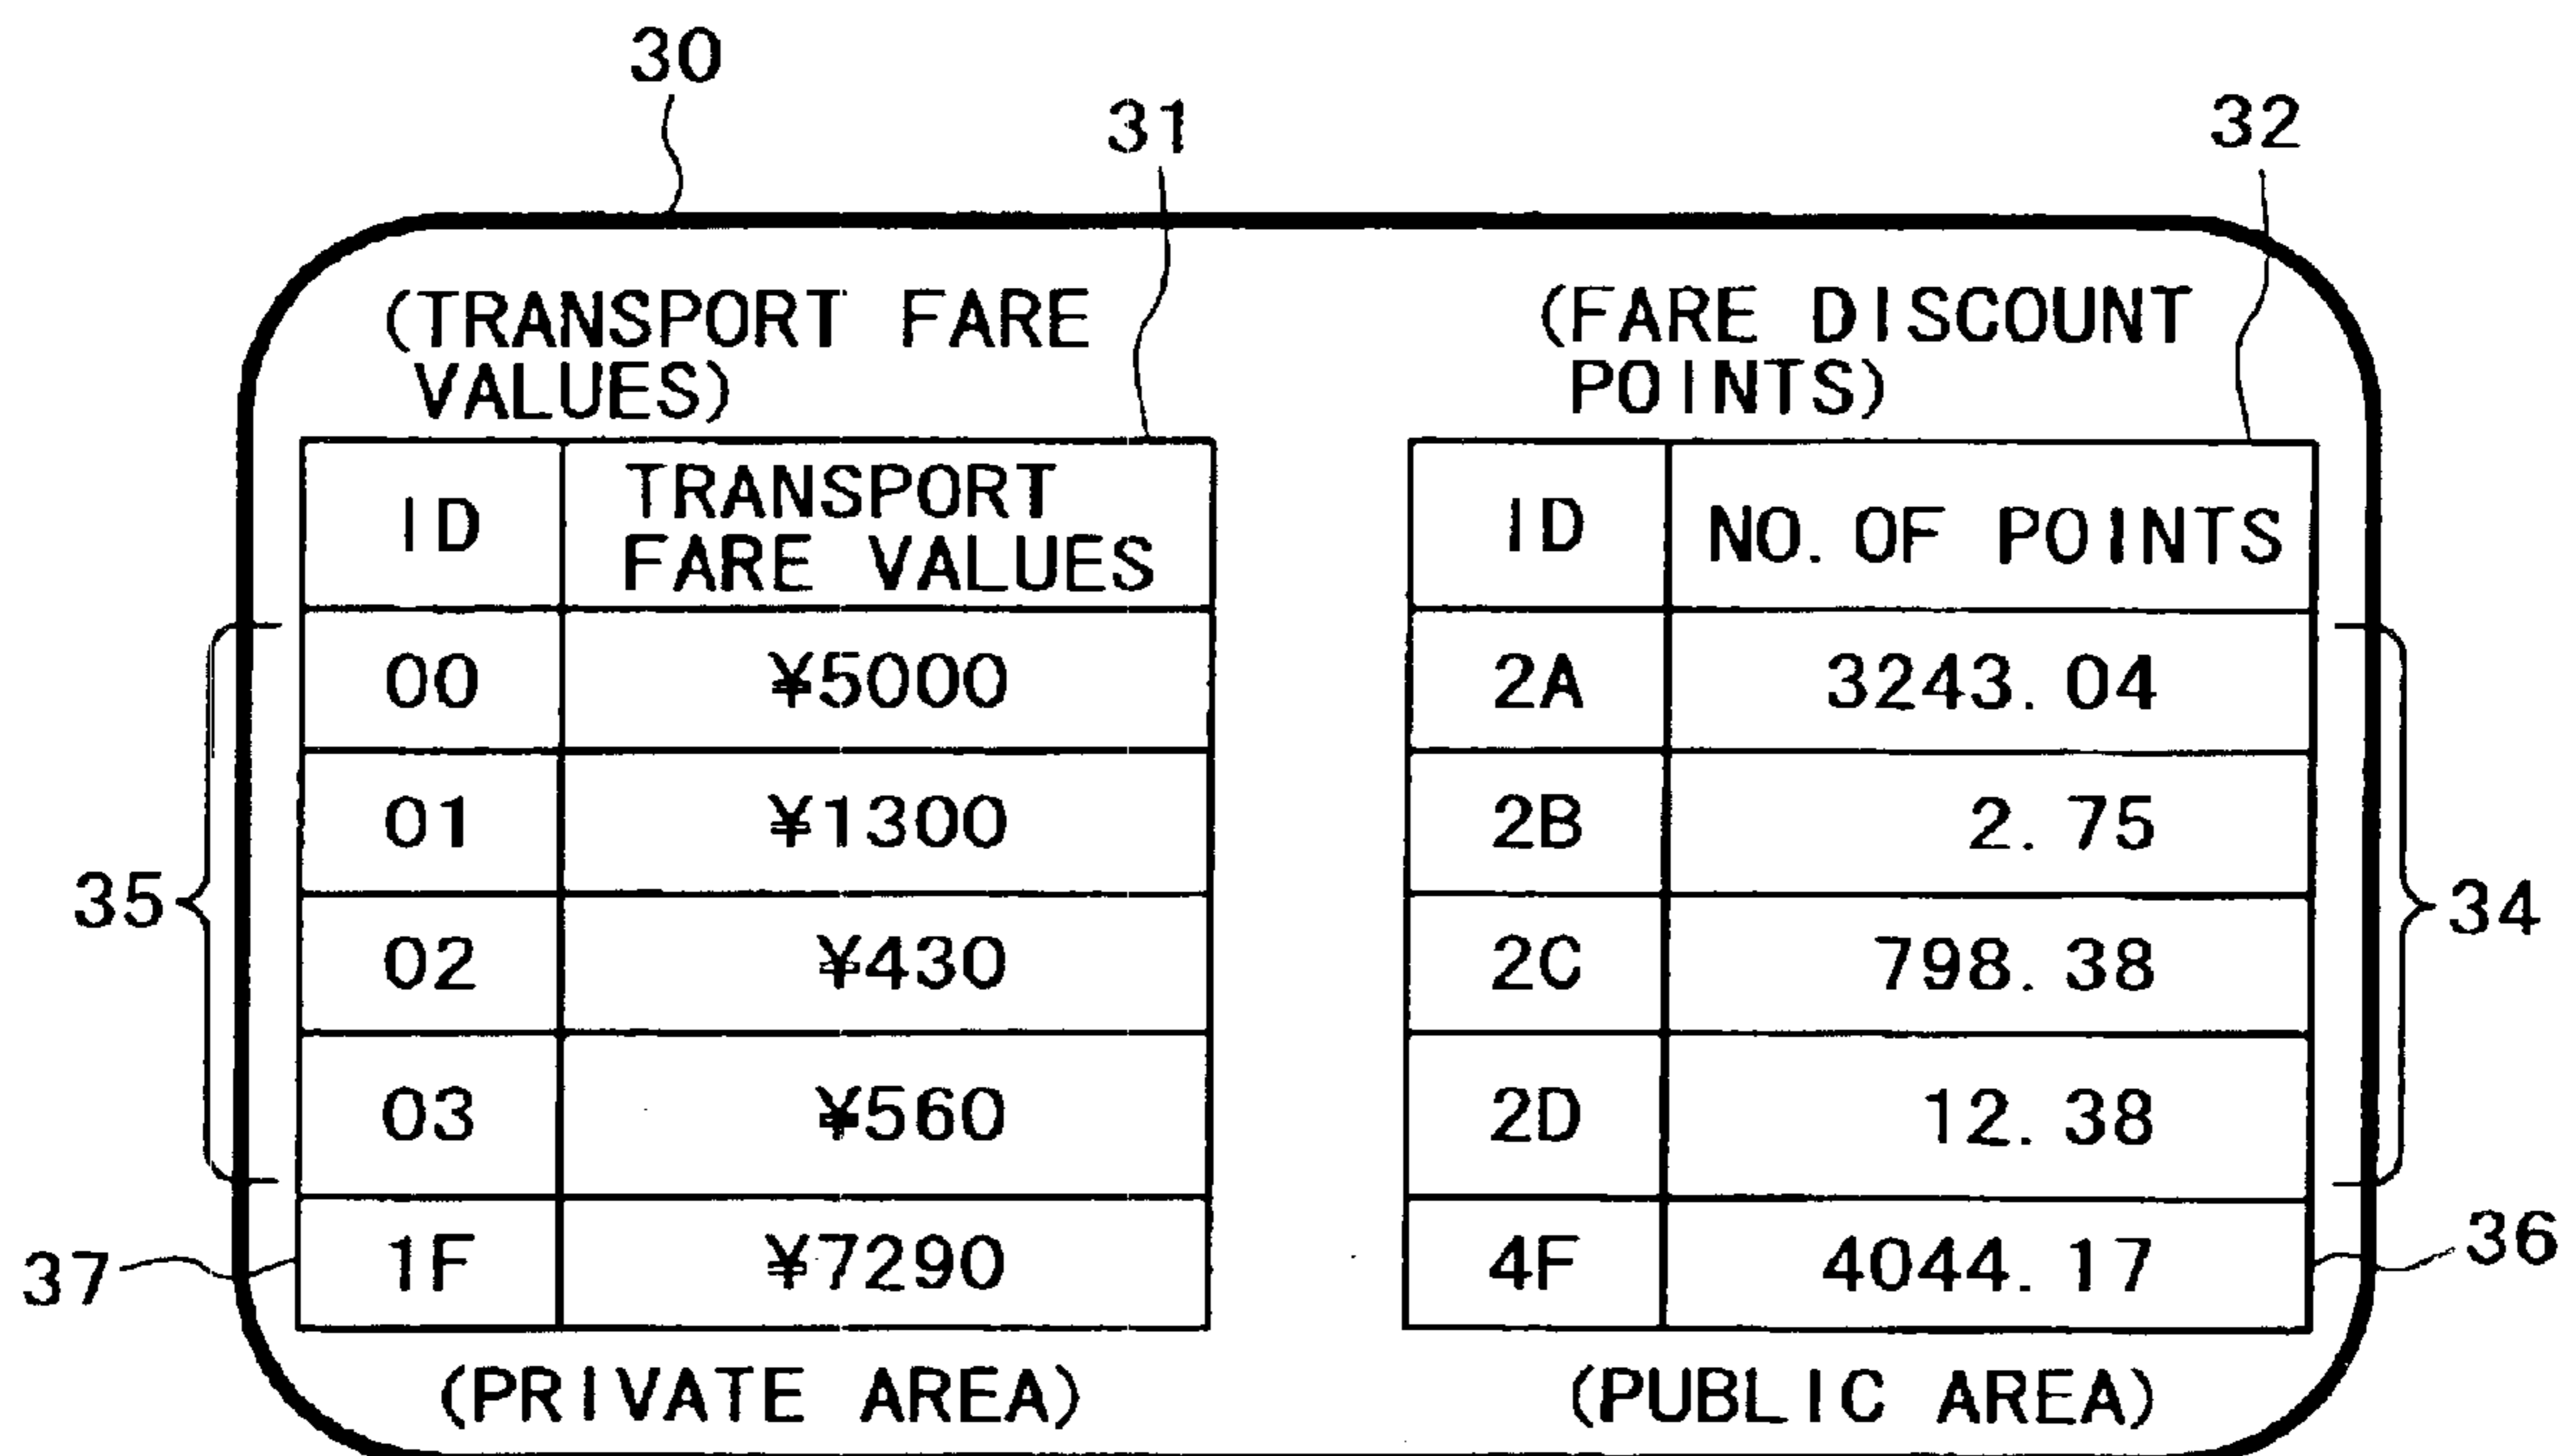 30
31
32
(TRANSPORT FARE
VALUES)
(FARE DISCOUNT
POINTS)
ID TRANSPORT
FARE VALUES
00 ¥5000
01 ¥1300
02 ¥430
03 ¥560
1F ¥7290
35
37
(PRIVATE AREA)
ID NO. OF POINTS
2A 3243.04
2B 2.75
2C 798.38
2D 12.38
4F 4044.17
34
36
(PUBLIC AREA)